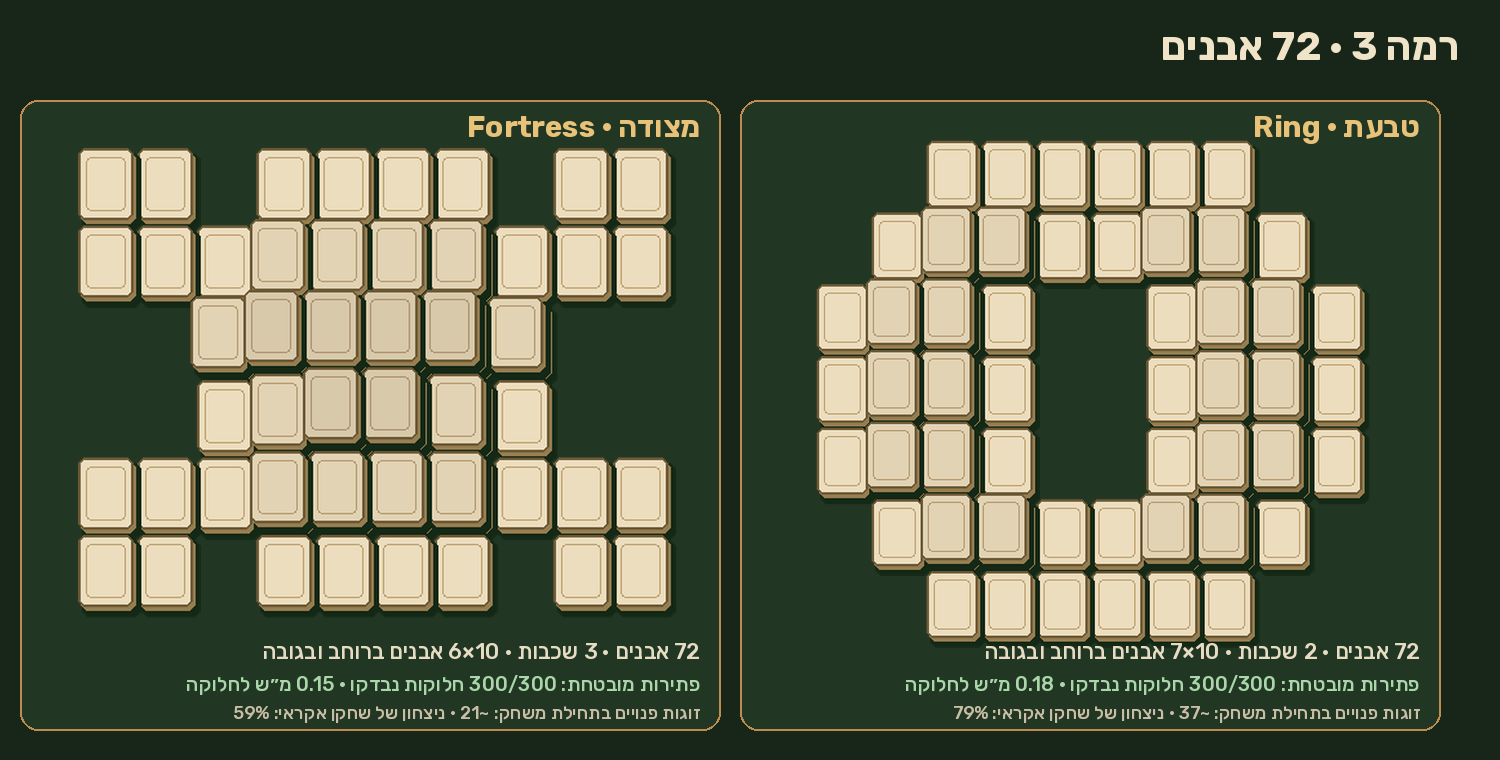 רמה 3 • 72 אבנים
טבעת • Ring
72 אבנים • 2 שכבות • 7×10 אבנים ברוחב ובגובה
פתירות מובטחת: 300/300 חלוקות נבדקו • 0.18 מ״ש לחלוקה
זוגות פנויים בתחילת משחק: ~37 • ניצחון של שחקן אקראי: 79%
מצודה • Fortress
72 אבנים • 3 שכבות • 6×10 אבנים ברוחב ובגובה
פתירות מובטחת: 300/300 חלוקות נבדקו • 0.15 מ״ש לחלוקה
זוגות פנויים בתחילת משחק: ~21 • ניצחון של שחקן אקראי: 59%